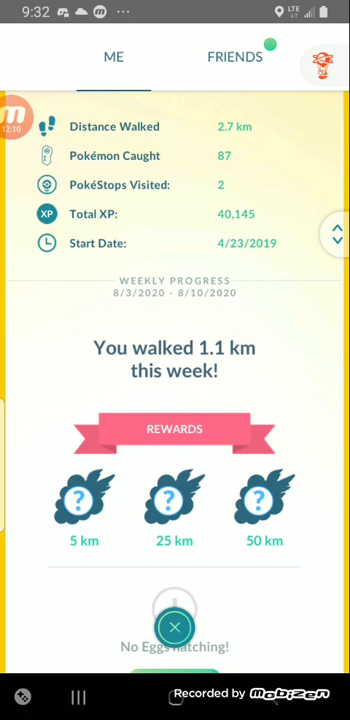 9:32
LTE
ME
FRIENDS
12:10
Distance Walked
2.7 km
Pokémon Caught
87
PokéStops Visited:
2
XP
Total XP:
40,145
Start Date:
4/23/2019
WEEKLY PROGRESS
8/3/2020 - 8/10/2020
You walked 1.1 km
this week!
REWARDS
? ? ?
5 km
25 km
50 km
No Eggs hatching!
Recorded by Mobizen